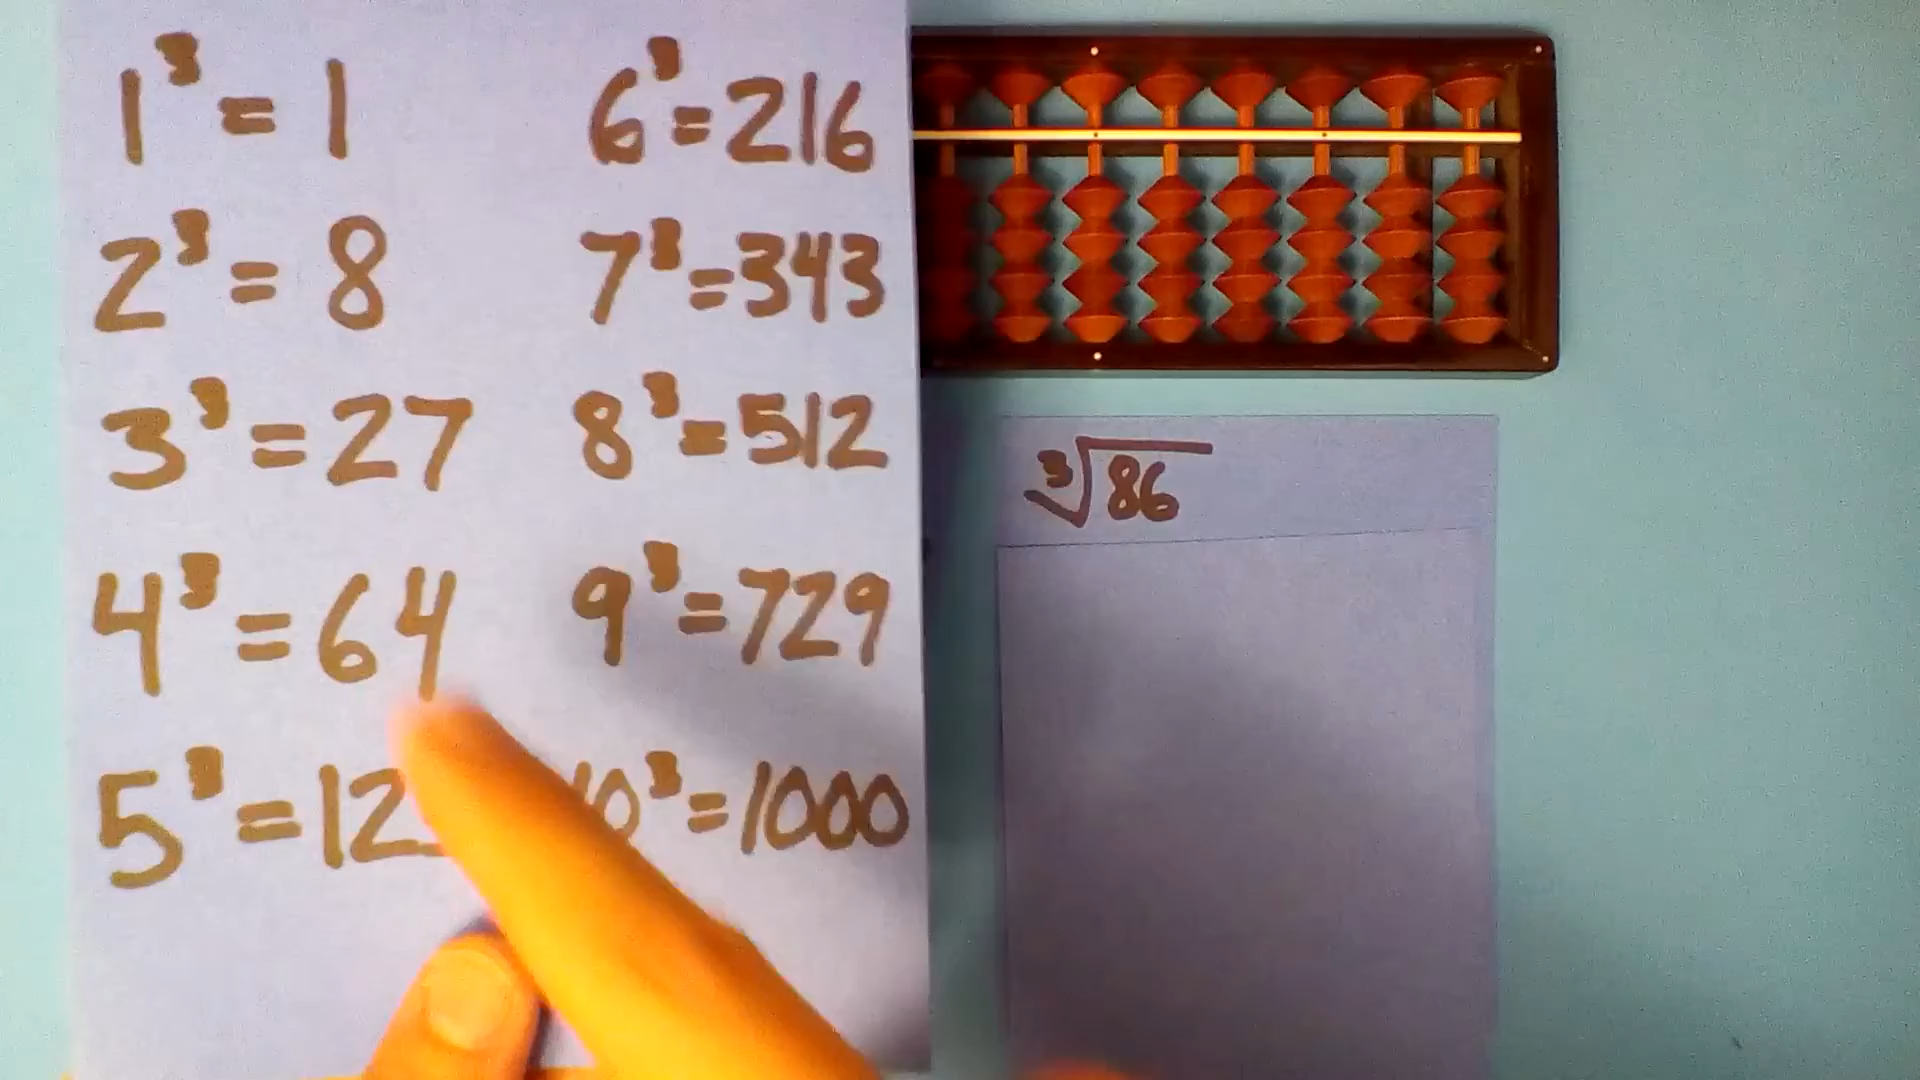 1³ = 1
2³ = 8
3³ = 27
4³ = 64
5³ = 12
6³ = 216
7³ = 343
8³ = 512
9³ = 729
10³ = 1000
³√86